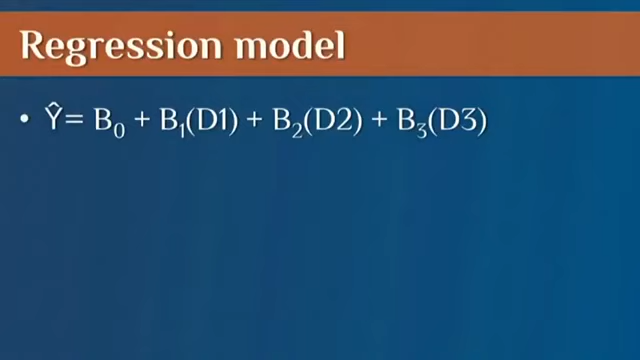 Regression model
• Ŷ= B₀ + B₁(D1) + B₂(D2) + B₃(D3)